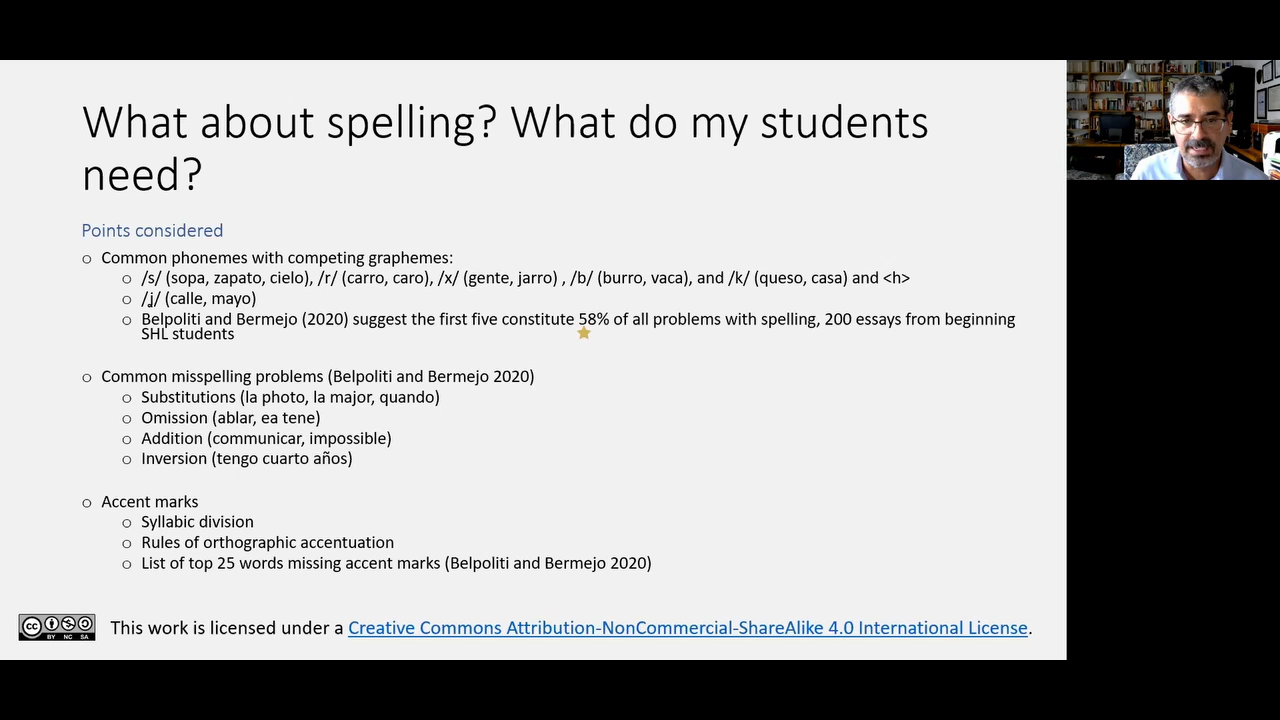 What about spelling? What do my students
need?
Points considered
o Common phonemes with competing graphemes:
o /s/ (sopa, zapato, cielo), /r/ (carro, caro), /x/ (gente, jarro) , /b/ (burro, vaca), and /k/ (queso, casa) and <h>
o /ʝ/ (calle, mayo)
o Belpoliti and Bermejo (2020) suggest the first five constitute 58% of all problems with spelling, 200 essays from beginning
SHL students
o Common misspelling problems (Belpoliti and Bermejo 2020)
o Substitutions (la photo, la major, quando)
o Omission (ablar, ea tene)
o Addition (communicar, impossible)
o Inversion (tengo cuarto años)
o Accent marks
o Syllabic division
o Rules of orthographic accentuation
o List of top 25 words missing accent marks (Belpoliti and Bermejo 2020)
cc BY NC SA
This work is licensed under a Creative Commons Attribution-NonCommercial-ShareAlike 4.0 International License.